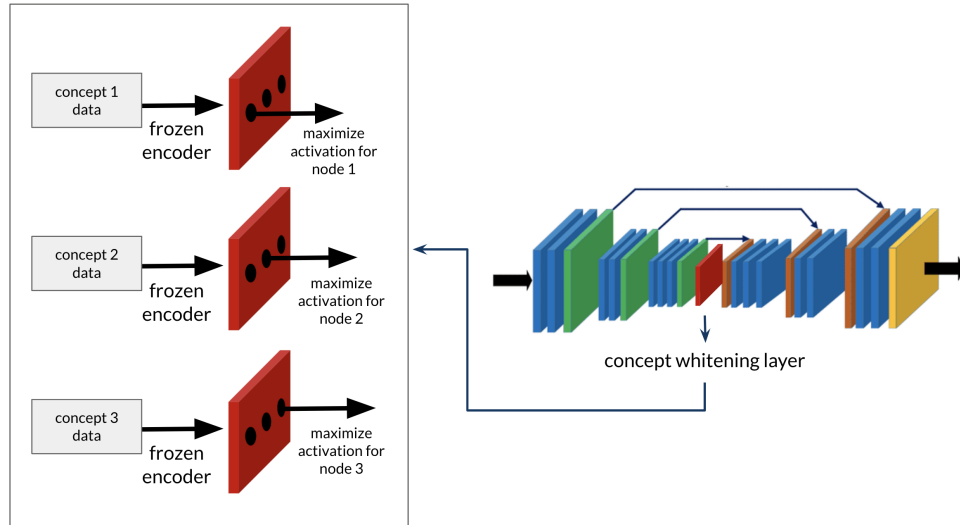 concept 1
data
frozen
encoder
maximize
activation for
node 1
concept 2
data
frozen
encoder
maximize
activation for
node 2
concept 3
data
frozen
encoder
maximize
activation for
node 3
concept whitening layer